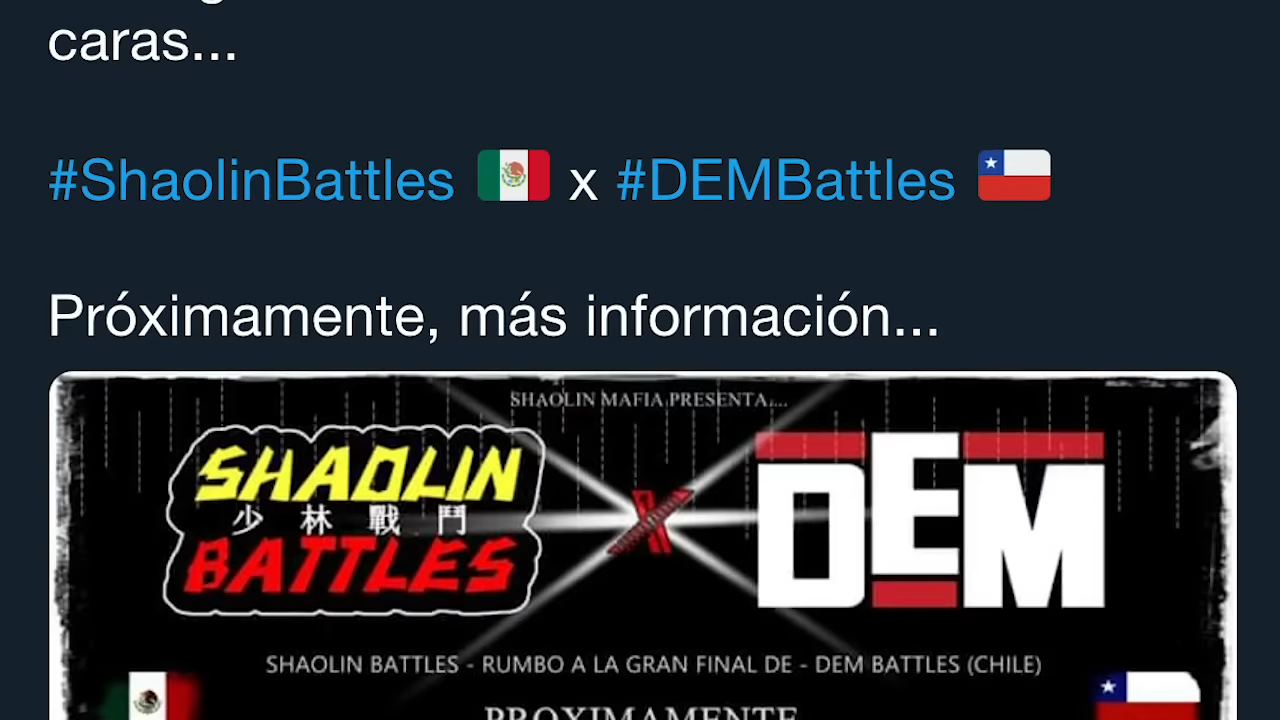 caras...
#ShaolinBattles 🇲🇽 x #DEMBattles 🇨🇱
Próximamente, más información...
SHAOLIN MAFIA PRESENTA....
SHAOLIN
少林戰鬥
BATTLES
X
DEM
SHAOLIN BATTLES - RUMBO A LA GRAN FINAL DE - DEM BATTLES (CHILE)
PROXIMAMENTE